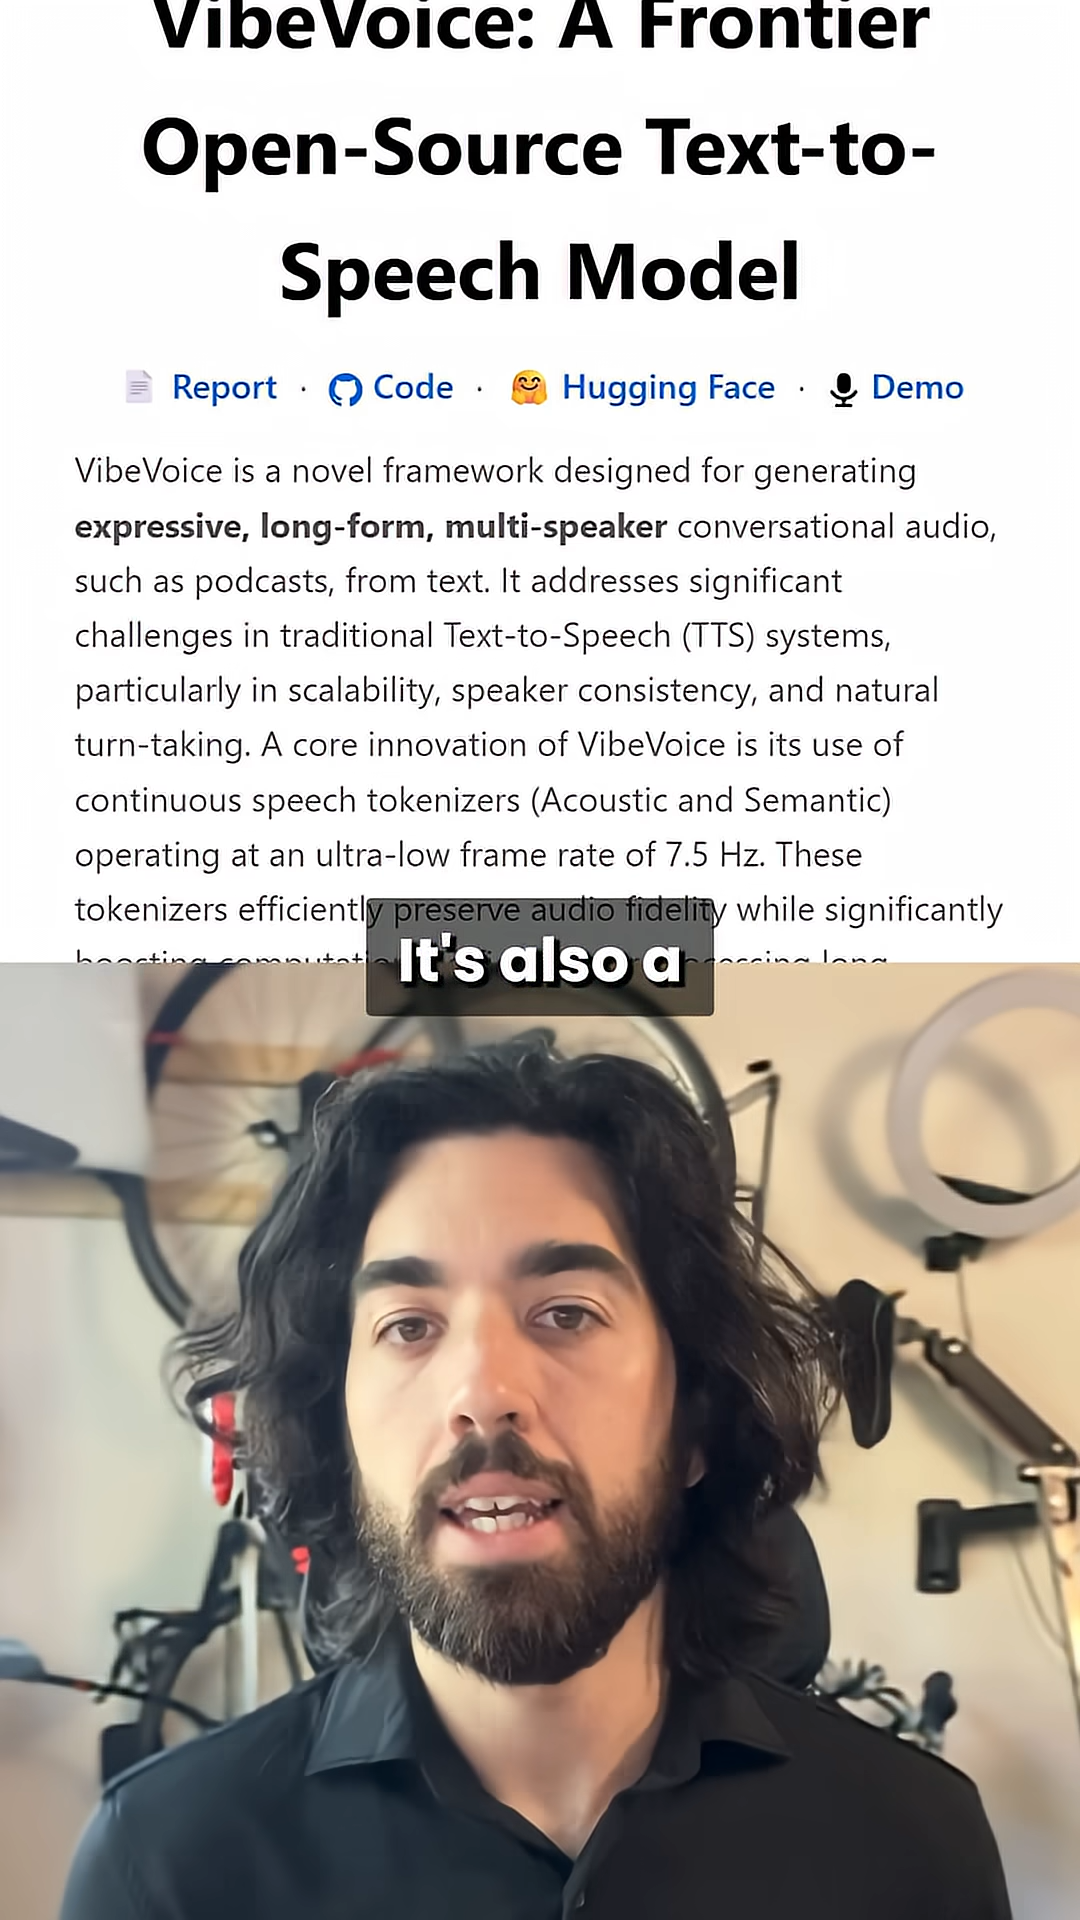 VibeVoice: A Frontier
Open-Source Text-to-
Speech Model
Report · Code · Hugging Face · Demo
VibeVoice is a novel framework designed for generating
expressive, long-form, multi-speaker conversational audio,
such as podcasts, from text. It addresses significant
challenges in traditional Text-to-Speech (TTS) systems,
particularly in scalability, speaker consistency, and natural
turn-taking. A core innovation of VibeVoice is its use of
continuous speech tokenizers (Acoustic and Semantic)
operating at an ultra-low frame rate of 7.5 Hz. These
tokenizers efficiently preserve audio fidelity while significantly
It's also a